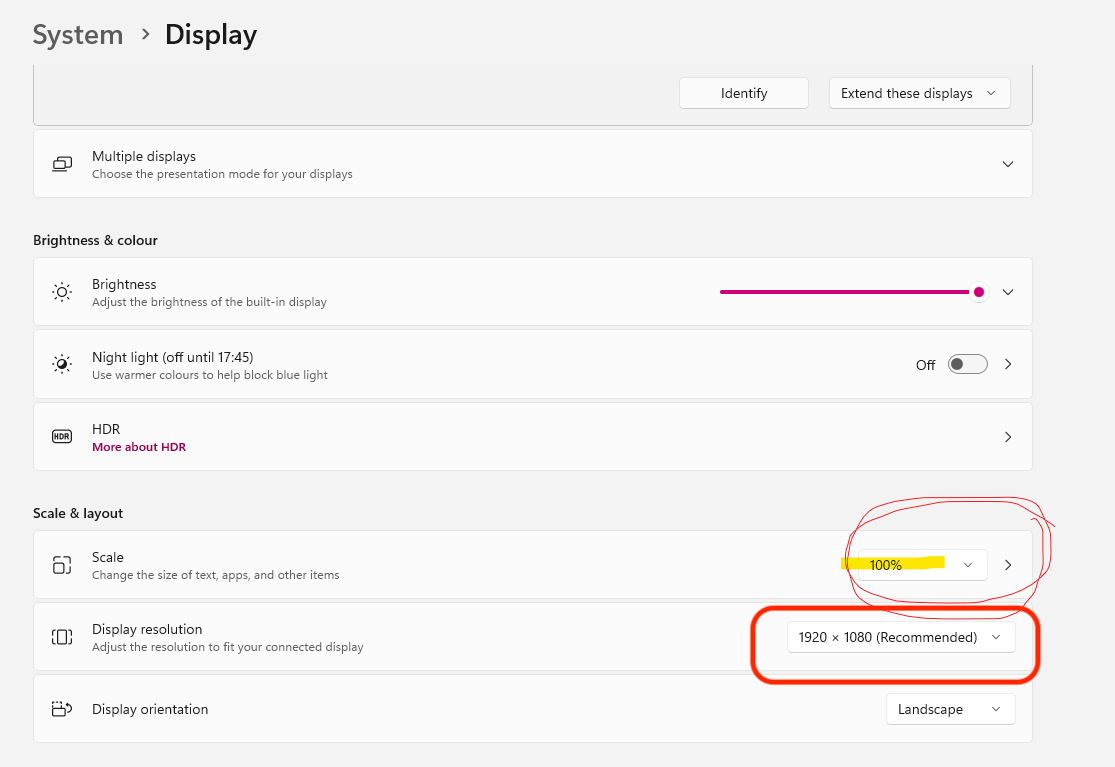 System > Display
Identify
Extend these displays
Multiple displays
Choose the presentation mode for your displays
Brightness & colour
Brightness
Adjust the brightness of the built-in display
Night light (off until 17:45)
Use warmer colours to help block blue light
Off
HDR
HDR
More about HDR
Scale & layout
Scale
Change the size of text, apps, and other items
100%
Display resolution
Adjust the resolution to fit your connected display
1920 × 1080 (Recommended)
Display orientation
Landscape